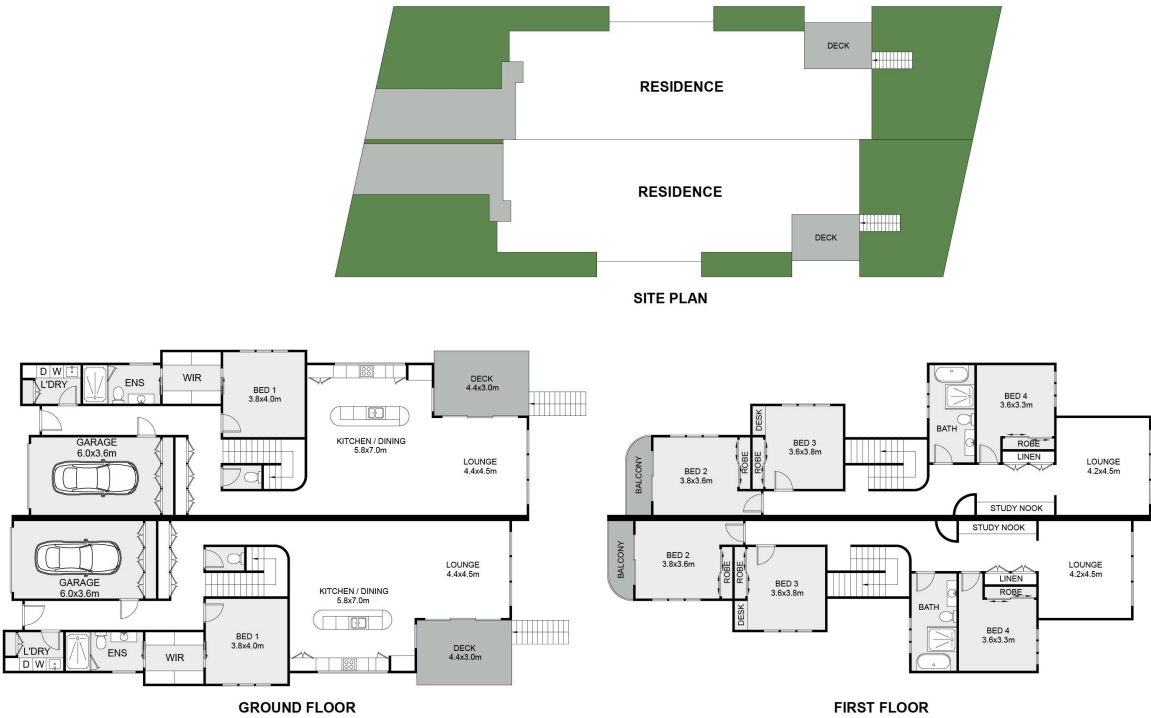 DECK
RESIDENCE
RESIDENCE
DECK
SITE PLAN
D W
L'DRY
ENS
WIR
BED 1
3.8x4.0m
DECK
4.4x3.0m
KITCHEN / DINING
5.8x7.0m
GARAGE
6.0x3.6m
LOUNGE
4.4x4.5m
GARAGE
6.0x3.6m
LOUNGE
4.4x4.5m
KITCHEN / DINING
5.8x7.0m
L'DRY
D W
ENS
WIR
BED 1
3.8x4.0m
DECK
4.4x3.0m
GROUND FLOOR
BED 4
3.6x3.3m
DESK
BED 3
3.6x3.8m
BATH
ROBE
LINEN
BALCONY
BED 2
3.8x3.6m
ROBE
ROBE
LOUNGE
4.2x4.5m
STUDY NOOK
STUDY NOOK
BALCONY
BED 2
3.8x3.6m
ROBE
ROBE
LOUNGE
4.2x4.5m
BED 3
3.6x3.8m
DESK
LINEN
ROBE
BATH
BED 4
3.6x3.3m
FIRST FLOOR